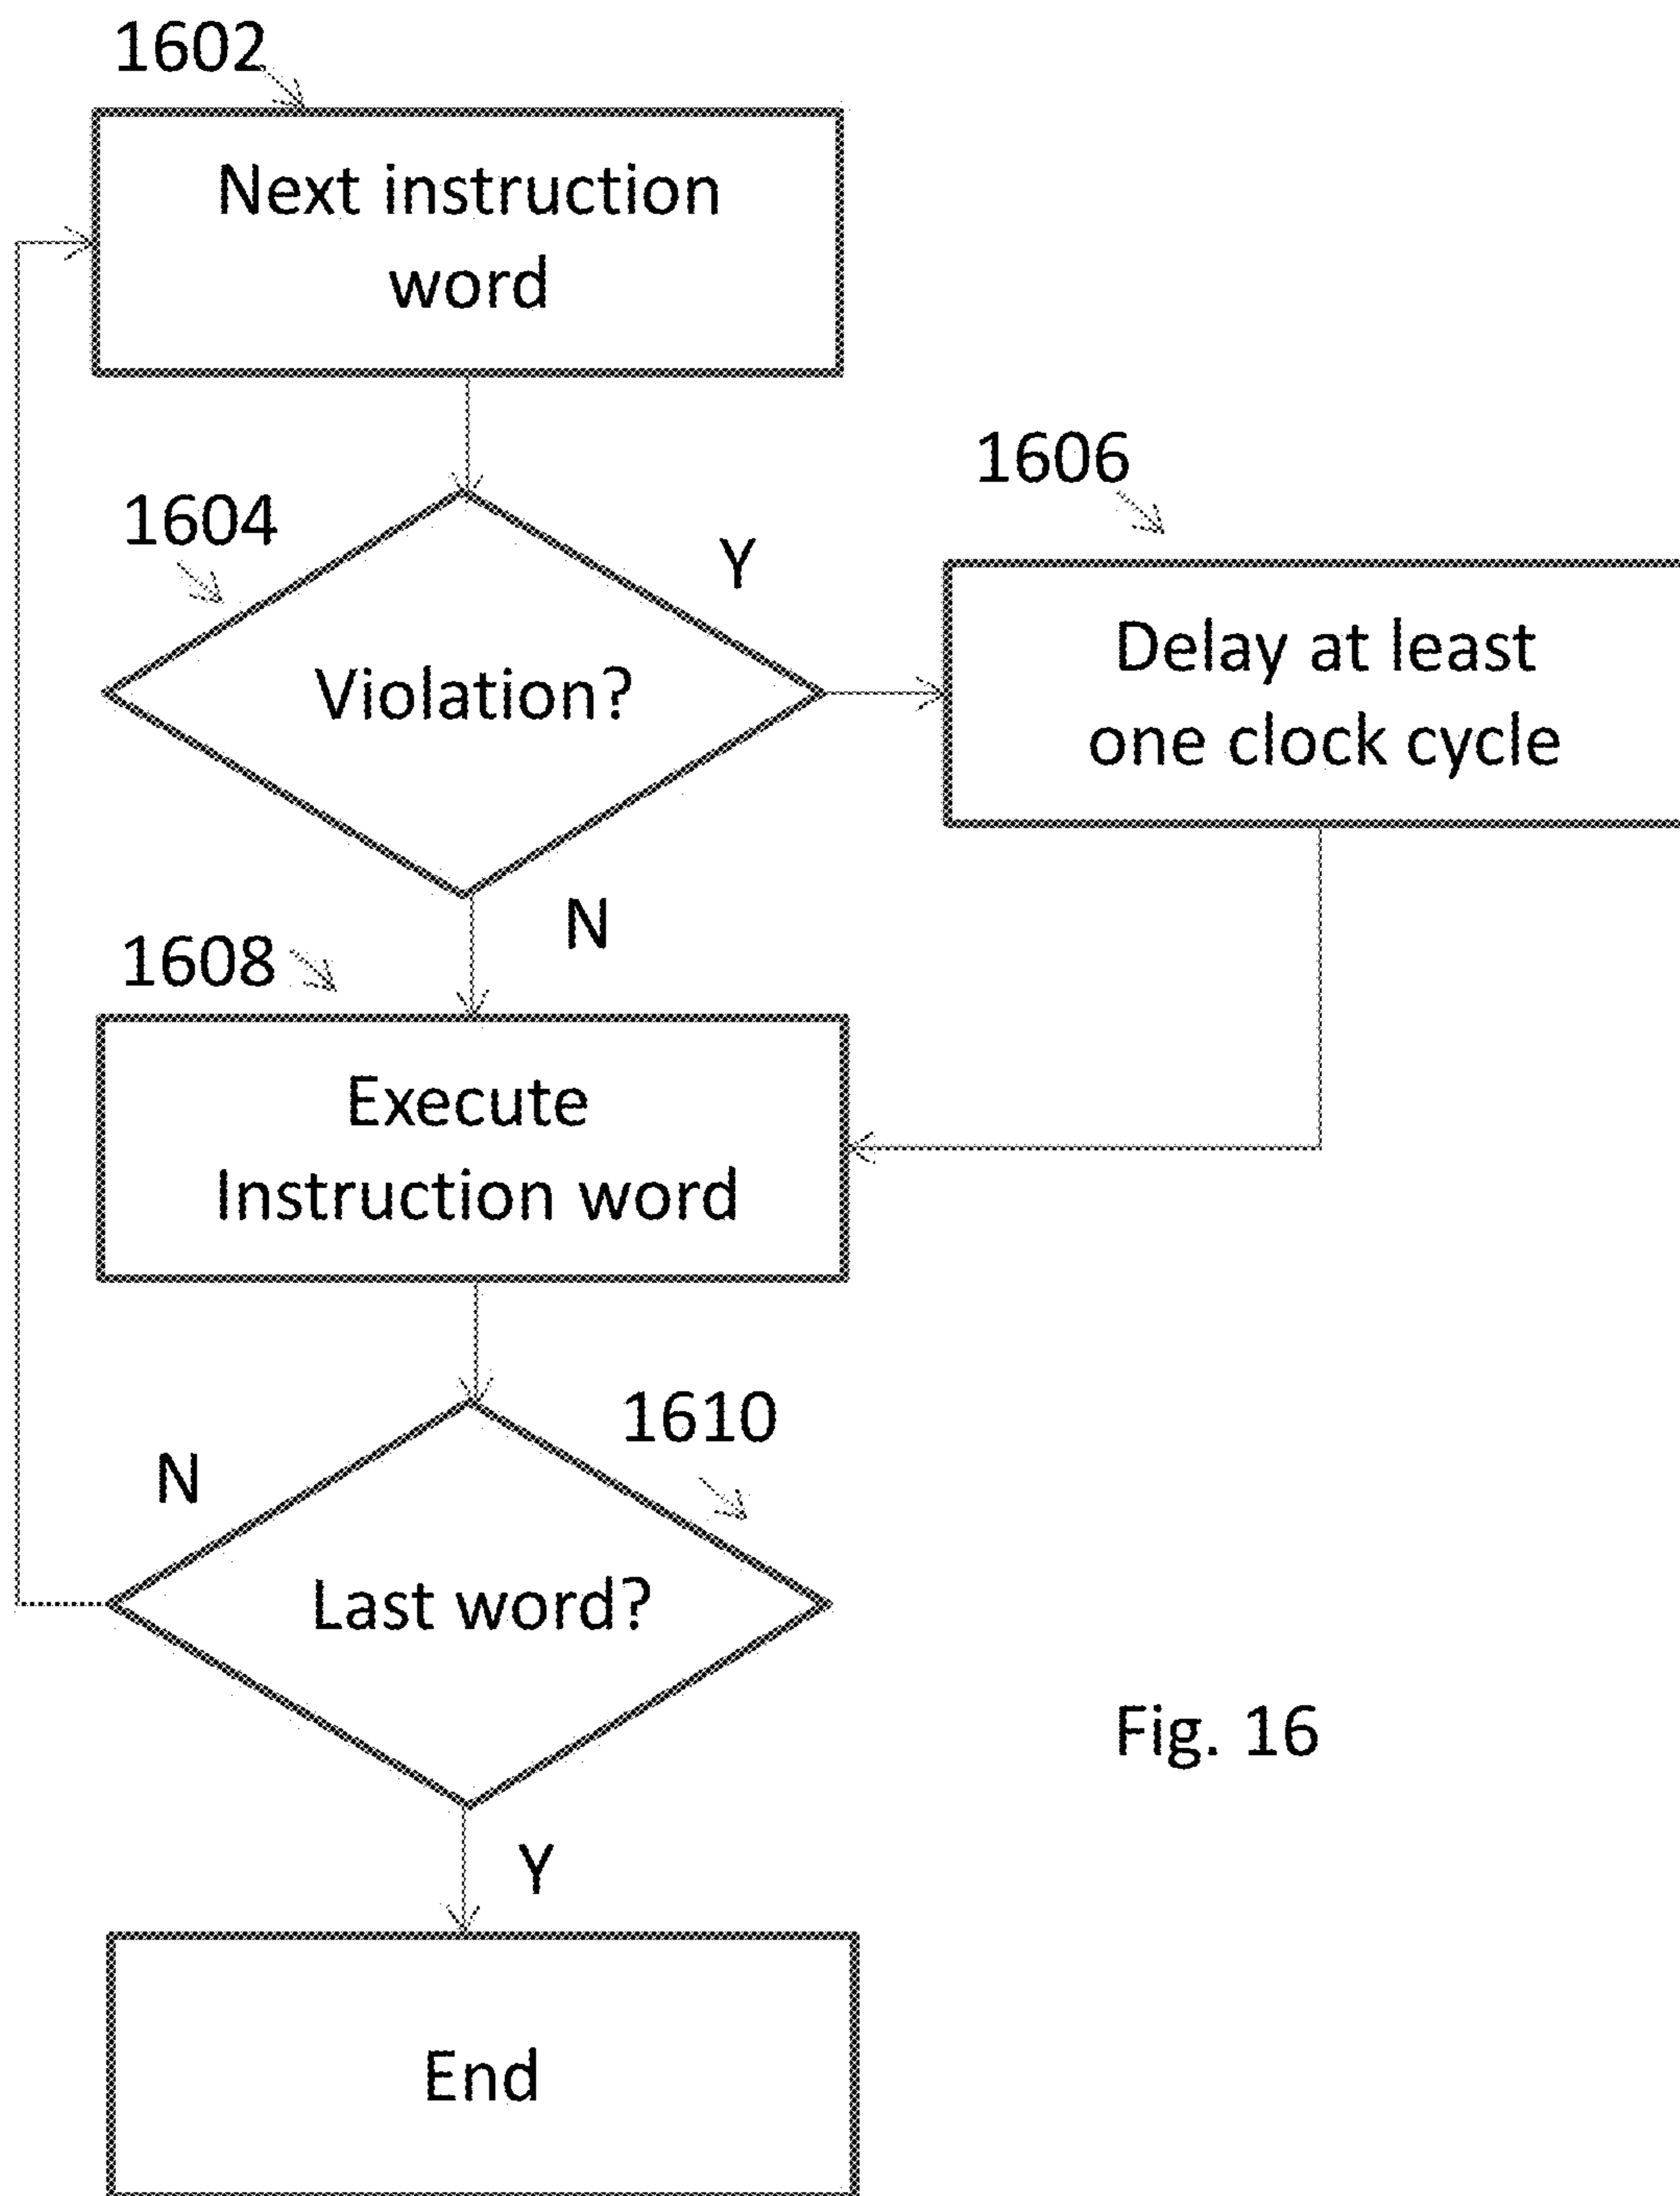 1602
Next instruction
word
1604
Y
1606
Violation?
Delay at least
one clock cycle
N
1608
Execute
Instruction word
1610
N
Last word?
Y
Fig. 16
End